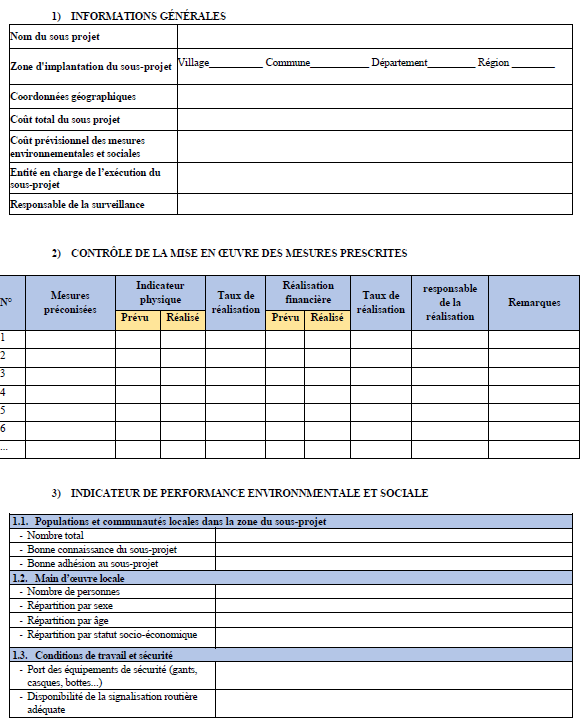 1) INFORMATIONS GÉNÉRALES
Nom du sous projet
Zone d'implantation du sous-projet Village__________ Commune___________ Département_________ Région ________
Coordonnées géographiques
Coût total du sous projet
Coût prévisionnel des mesures
environnementales et sociales
Entité en charge de l'exécution du
sous-projet
Responsable de la surveillance
2) CONTRÔLE DE LA MISE EN ŒUVRE DES MESURES PRESCRITES
N° Mesures préconisées Indicateur physique Taux de réalisation Réalisation financière Taux de réalisation responsable de la réalisation Remarques
Prévu Réalisé Prévu Réalisé
1
2
3
4
5
6
...
3) INDICATEUR DE PERFORMANCE ENVIRONNMENTALE ET SOCIALE
1.1. Populations et communautés locales dans la zone du sous-projet
- Nombre total
- Bonne connaissance du sous-projet
- Bonne adhésion au sous-projet
1.2. Main d'œuvre locale
- Nombre de personnes
- Répartition par sexe
- Répartition par âge
- Répartition par statut socio-économique
1.3. Conditions de travail et sécurité
- Port des équipements de sécurité (gants,
casques, bottes...)
- Disponibilité de la signalisation routière
adéquate